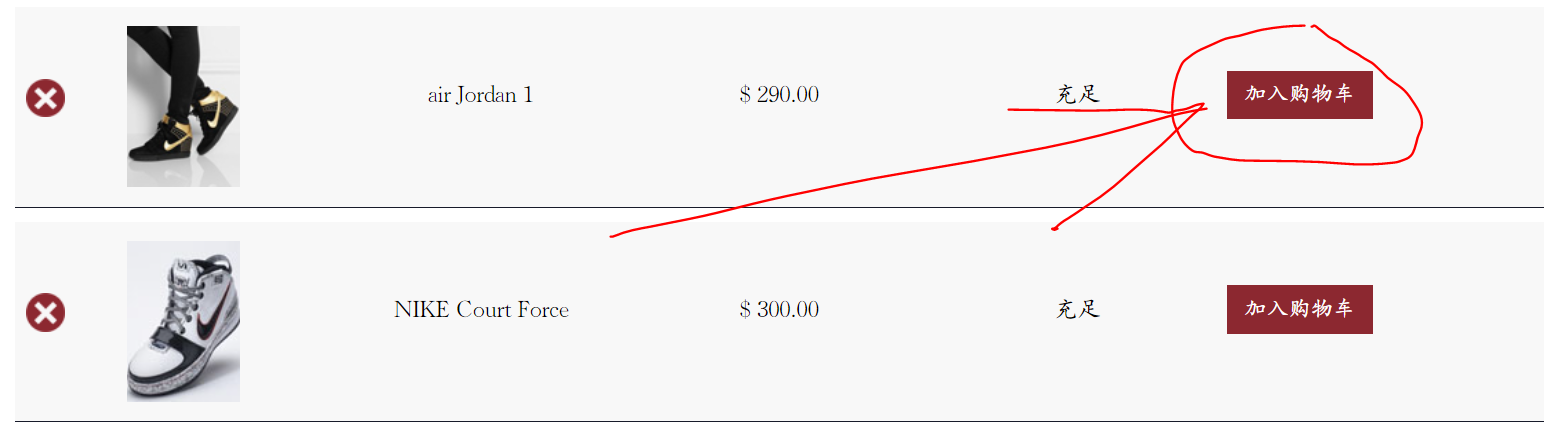 air Jordan 1 $ 290.00 充足 加入购物车
NIKE Court Force $ 300.00 充足 加入购物车